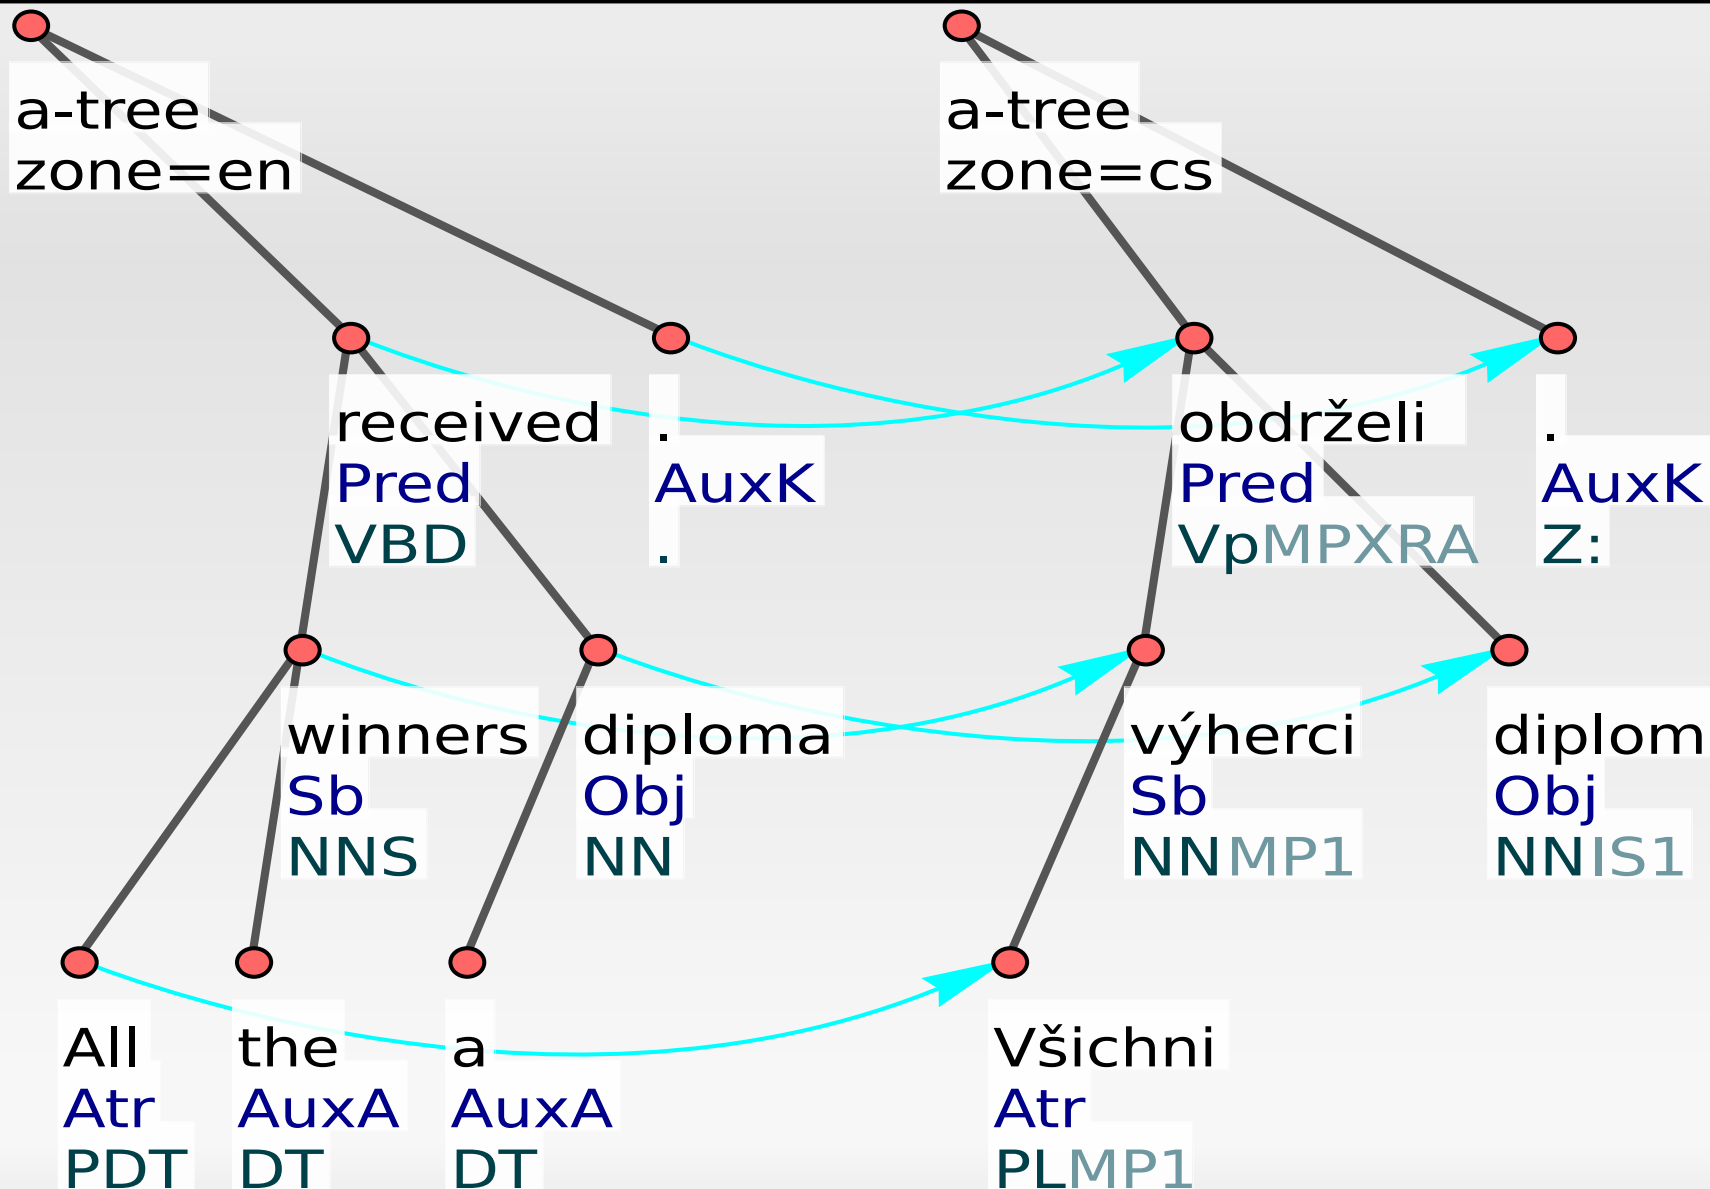 a-tree
zone=en
a-tree
zone=cs
received
Pred
VBD
.
AuxK
.
obdrželi
Pred
VpMPXRA
.
AuxK
Z:
winners
Sb
NNS
diploma
Obj
NN
výherci
Sb
NNMP1
diplom
Obj
NNIS1
All
Atr
PDT
the
AuxA
DT
a
AuxA
DT
Všichni
Atr
PLMP1